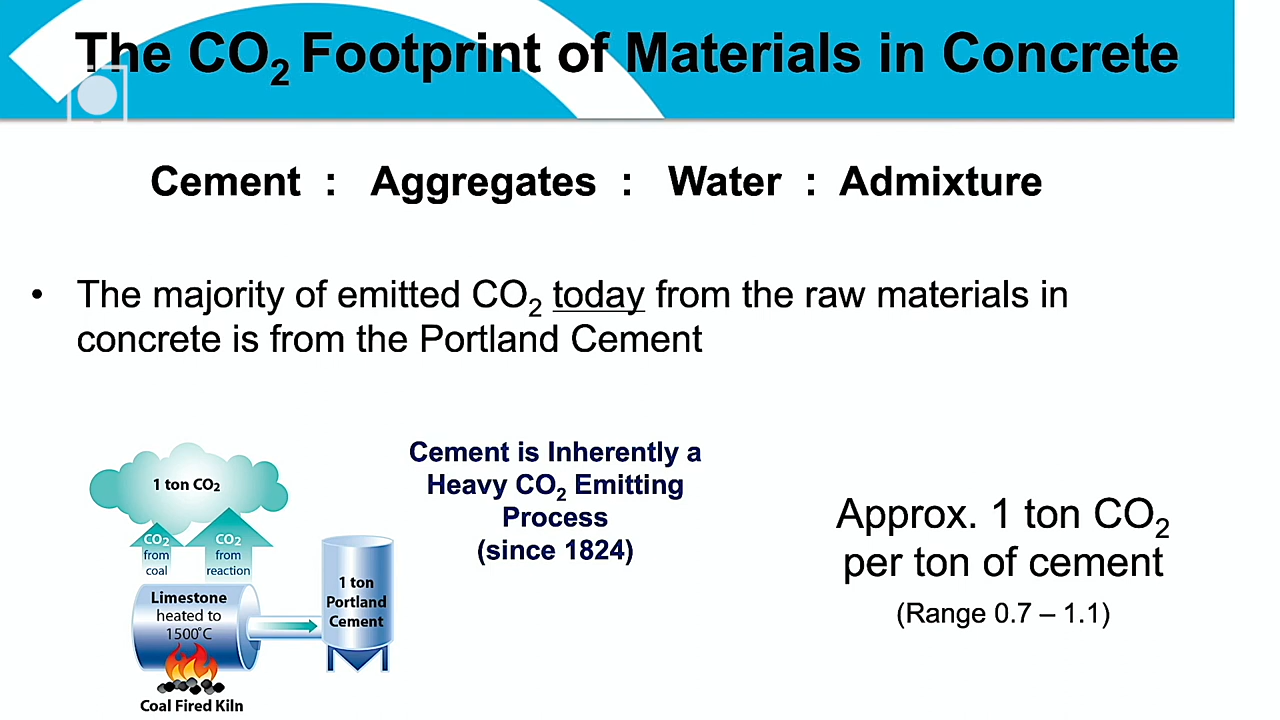 The CO₂ Footprint of Materials in Concrete
Cement : Aggregates : Water : Admixture
• The majority of emitted CO₂ today from the raw materials in
concrete is from the Portland Cement
Cement is Inherently a
Heavy CO₂ Emitting
Process
(since 1824)
1 ton CO₂
CO₂
from
coal
CO₂
from
reaction
Limestone
heated to
1500°C
Coal Fired Kiln
1 ton
Portland
Cement
Approx. 1 ton CO₂
per ton of cement
(Range 0.7 – 1.1)